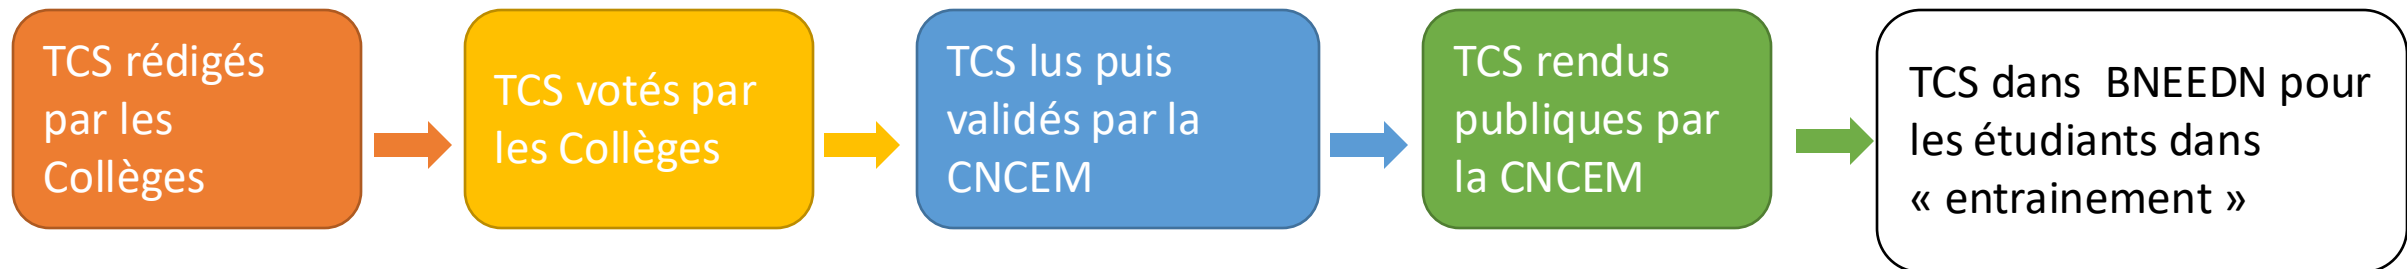 TCS rédigés
par les
Collèges
TCS votés par
les Collèges
TCS lus puis
validés par la
CNCEM
TCS rendus
publiques par
la CNCEM
TCS dans  BNEEDN pour
les étudiants dans
« entrainement »